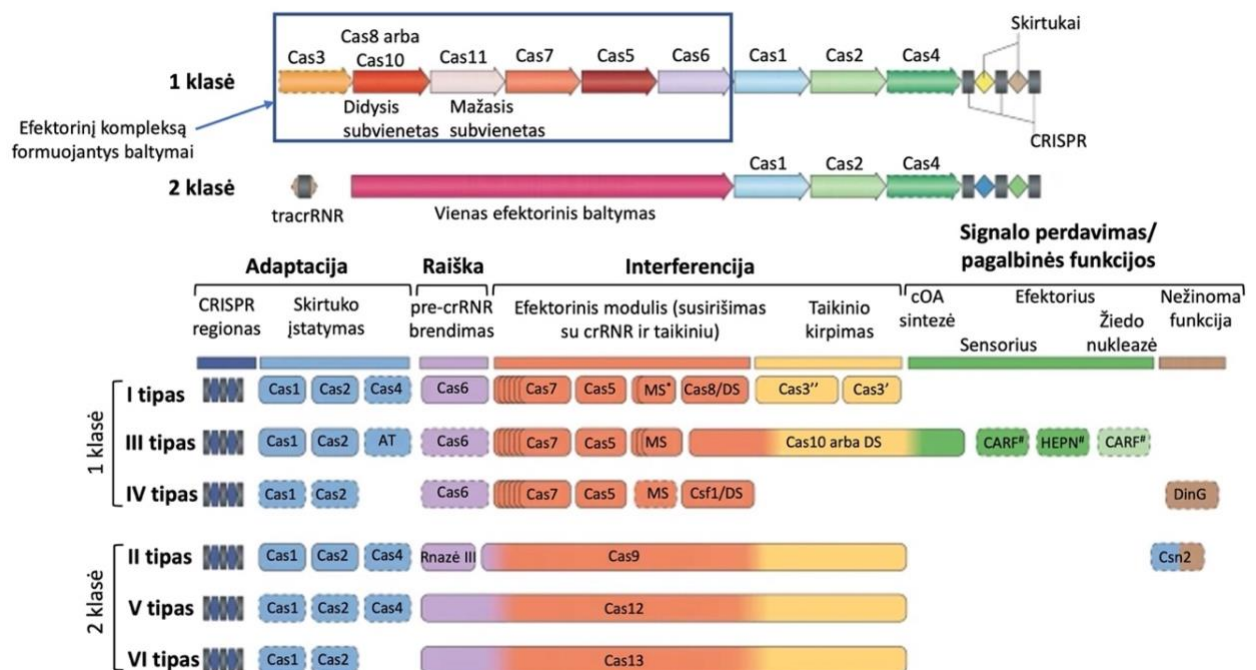 Skirtukai
Cas3
Cas8 arba
Cas10
Cas11
Cas7
Cas5
Cas6
Cas1
Cas2
Cas4
1 klasė
Didysis
subvienetas
Mažasis
subvienetas
Efektorinį kompleksą
formuojantys baltymai
CRISPR
Cas1
Cas2
Cas4
2 klasė
tracrRNR
Vienas efektorinis baltymas
Signalo perdavimas/
pagalbinės funkcijos
Adaptacija
Raiška
Interferencija
CRISPR
regionas
Skirtuko
įstatymas
pre-crRNR
brendimas
Efektorinis modulis (susirišimas
su crRNR ir taikiniu)
Taikinio
kirpimas
cOA
sintezė
Efektorius
Sensorius
Žiedo
nukleazė
Nežinoma
funkcija
1 klasė
I tipas
Cas1
Cas2
Cas4
Cas6
Cas7
Cas5
MS*
Cas8/DS
Cas3′′
Cas3′
III tipas
Cas1
Cas2
AT
Cas6
Cas7
Cas5
MS
Cas10 arba DS
CARF#
HEPN#
CARF#
IV tipas
Cas1
Cas2
Cas6
Cas7
Cas5
MS
Csf1/DS
DinG
2 klasė
II tipas
Cas1
Cas2
Cas4
Rnazė III
Cas9
Csn2
V tipas
Cas1
Cas2
Cas4
Cas12
VI tipas
Cas1
Cas2
Cas13